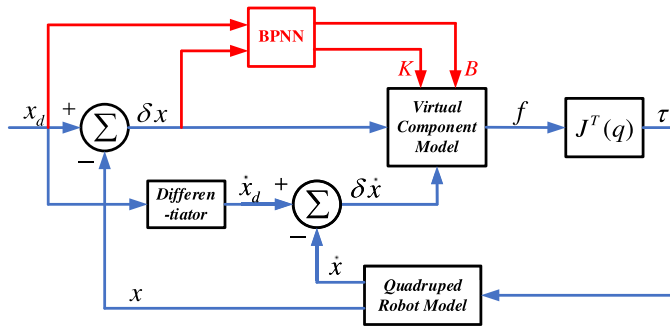 BPNN
K B
x_d + ∑ δx
−
Virtual
Component
Model
f
J^T(q)
τ
Differen
-tiator
ẋ_d + ∑ δẋ
−
ẋ
x
Quadruped
Robot Model